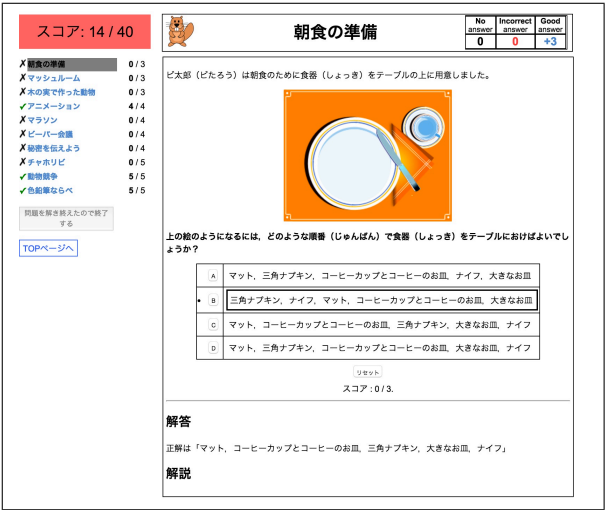 スコア: 14 / 40
✗ 朝食の準備 0 / 3
✗ マッシュルーム 0 / 3
✗ 木の実で作った動物 0 / 3
✓ アニメーション 4 / 4
✗ マラソン 0 / 4
✗ ビーバー会議 0 / 4
✗ 秘密を伝えよう 0 / 4
✗ チャホリビ 0 / 5
✓ 動物競争 5 / 5
✓ 色鉛筆ならべ 5 / 5
問題を解き終えたので終了
する
TOPページへ
朝食の準備
No answer Incorrect answer Good answer
0 0 +3
ビ太郎（ビたろう）は朝食のために食器（しょっき）をテーブルの上に用意しました。
上の絵のようになるには，どのような順番（じゅんばん）で食器（しょっき）をテーブルにおけばよいでし
ょうか？
A マット，三角ナプキン，コーヒーカップとコーヒーのお皿，ナイフ，大きなお皿
B 三角ナプキン，ナイフ，マット，コーヒーカップとコーヒーのお皿，大きなお皿
C マット，コーヒーカップとコーヒーのお皿，三角ナプキン，大きなお皿，ナイフ
D マット，三角ナプキン，コーヒーカップとコーヒーのお皿，大きなお皿，ナイフ
リセット
スコア : 0 / 3.
解答
正解は「マット，コーヒーカップとコーヒーのお皿，三角ナプキン，大きなお皿，ナイフ」
解説